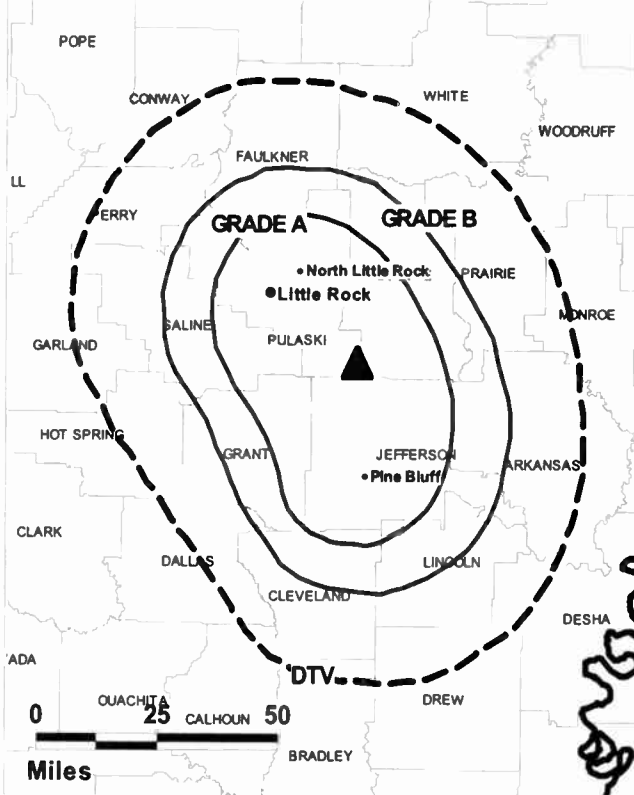 POPE
CONWAY
WHITE
WOODRUFF
FAULKNER
LL
PERRY
GRADE A
GRADE B
North Little Rock
PRAIRIE
Little Rock
MONROE
SALINE
PULASKI
GARLAND
HOT SPRING
GRANT
JEFFERSON
ARKANSAS
Pine Bluff
CLARK
DALLAS
LINCOLN
CLEVELAND
DESHA
ADA
DTV
OUACHITA
DREW
0 25 50
CALHOUN
BRADLEY
Miles